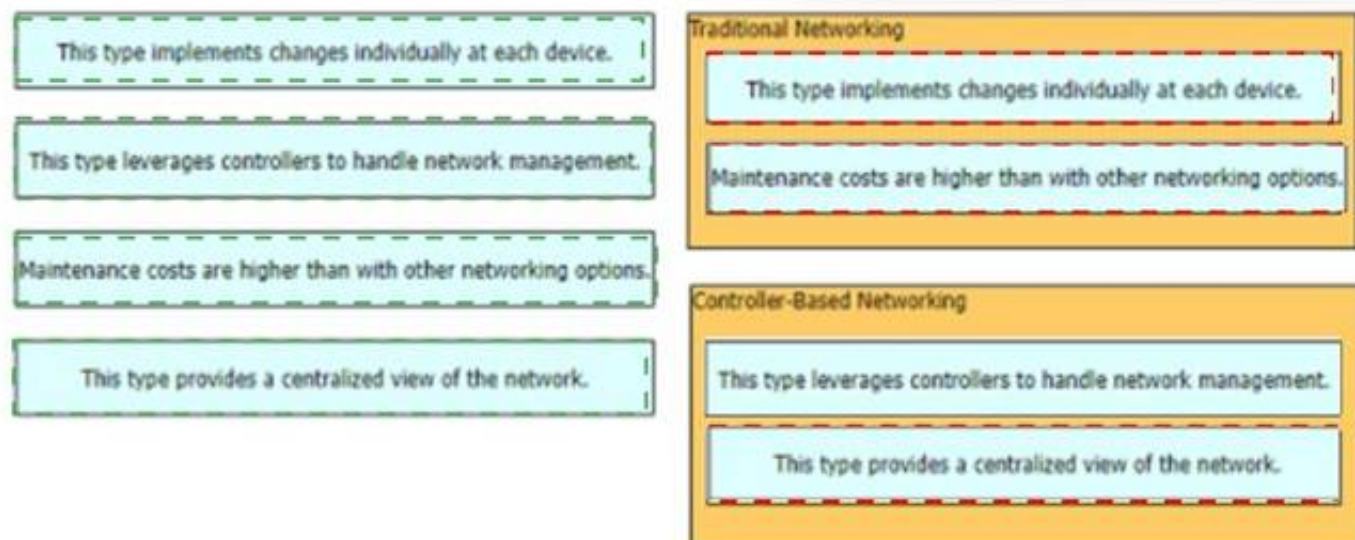 This type implements changes individually at each device.
This type leverages controllers to handle network management.
Maintenance costs are higher than with other networking options.
This type provides a centralized view of the network.
Traditional Networking
This type implements changes individually at each device.
Maintenance costs are higher than with other networking options.
Controller-Based Networking
This type leverages controllers to handle network management.
This type provides a centralized view of the network.